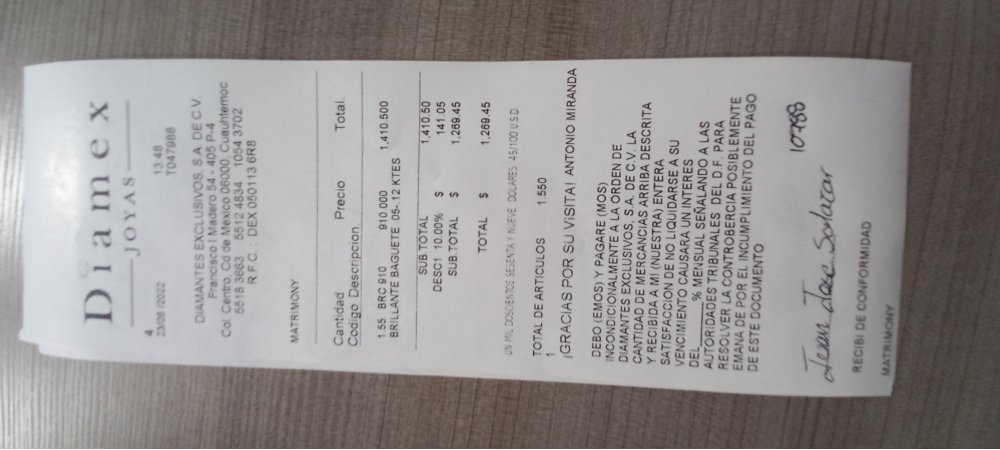 Diamex
JOYAS
4
23/08 /2022 13:48
T047988
DIAMANTES EXCLUSIVOS, S.A. DE C.V.
Francisco I Madero 54 - 405 P-4
Col. Centro, Cd de Mexico 06000, Cuauhtemoc
5518 3663 5512 4834 1054 3702
R. F. C. : DEX 050113 6R8
MATRIMONY
Cantidad Precio Total.
Codigo Descripcion
1.55 BRC 910 910.000 1,410.500
BRILLANTE BAGUETE .05-.12 KTES
SUB TOTAL 1,410.50
DESC1 10.00% $ 141.05
SUB.TOTAL $ 1,269.45
TOTAL $ 1,269.45
UN MIL DOSCIENTOS SESENTA Y NUEVE DOLARES 45/100 U.S.D.
TOTAL DE ARTICULOS 1.550
1
¡GRACIAS POR SU VISITA! ANTONIO MIRANDA
DEBO (EMOS) Y PAGARE (MOS)
INCONDICIONALMENTE A LA ORDEN DE
DIAMANTES EXCLUSIVOS, S.A. DE C.V. LA
CANTIDAD DE MERCANCIAS ARRIBA DESCRITA
Y RECIBIDA A MI (NUESTRA) ENTERA
SATISFACCION DE NO LIQUIDARSE A SU
VENCIMIENTO CAUSARA UN INTERES
DEL____% MENSUAL SEÑALANDO A LAS
AUTORIDADES TRIBUNALES DEL D.F. PARA
RESOLVER LA CONTROBERCIA POSIBLEMENTE
EMANA DE POR EL INCUMPLIMIENTO DEL PAGO
DE ESTE DOCUMENTO
Juan Jose Salazar 10788
RECIBI DE CONFORMIDAD
MATRIMONY